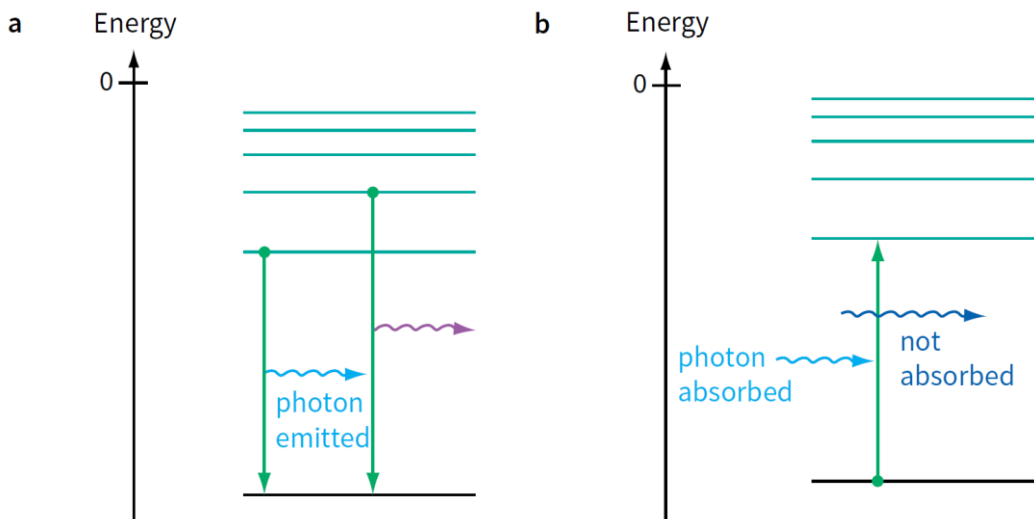 a
Energy
0
photon
emitted
b
Energy
0
photon
absorbed
not
absorbed